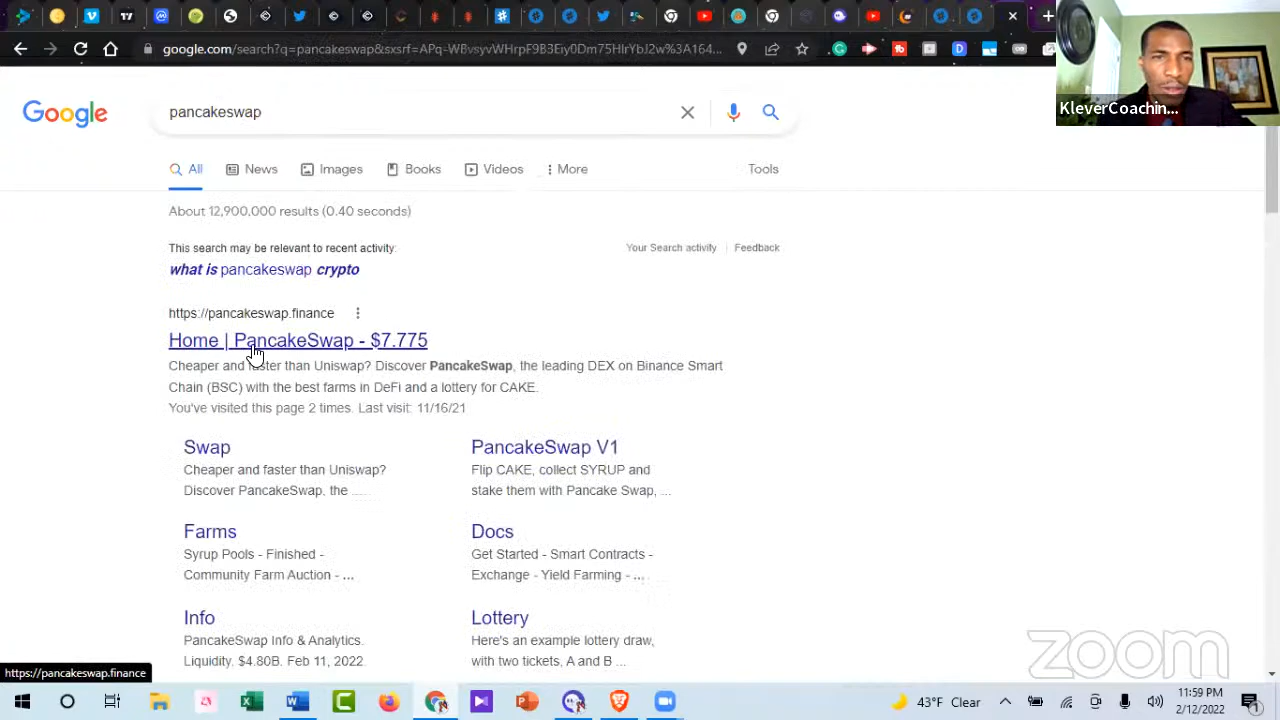 google.com/search?q=pancakeswap&sxsrf=APq-WBvsyvWHrpF9B3Eiy0Dm75HlrYbJ2w%3A164...
KleverCoachin...
Google
pancakeswap
All
News
Images
Books
Videos
More
Tools
About 12,900,000 results (0.40 seconds)
This search may be relevant to recent activity:
Your Search activity
Feedback
what is pancakeswap crypto
https://pancakeswap.finance
Home | PancakeSwap - $7.775
Cheaper and faster than Uniswap? Discover PancakeSwap, the leading DEX on Binance Smart
Chain (BSC) with the best farms in DeFi and a lottery for CAKE.
You've visited this page 2 times. Last visit: 11/16/21
Swap
Cheaper and faster than Uniswap?
Discover PancakeSwap, the ...
PancakeSwap V1
Flip CAKE, collect SYRUP and
stake them with Pancake Swap, ...
Farms
Syrup Pools - Finished -
Community Farm Auction - ...
Docs
Get Started - Smart Contracts -
Exchange - Yield Farming - ...
Info
PancakeSwap Info & Analytics.
Liquidity. $4.80B. Feb 11, 2022
Lottery
Here's an example lottery draw,
with two tickets, A and B ...
zoom
https://pancakeswap.finance
43°F Clear
11:59 PM
2/12/2022